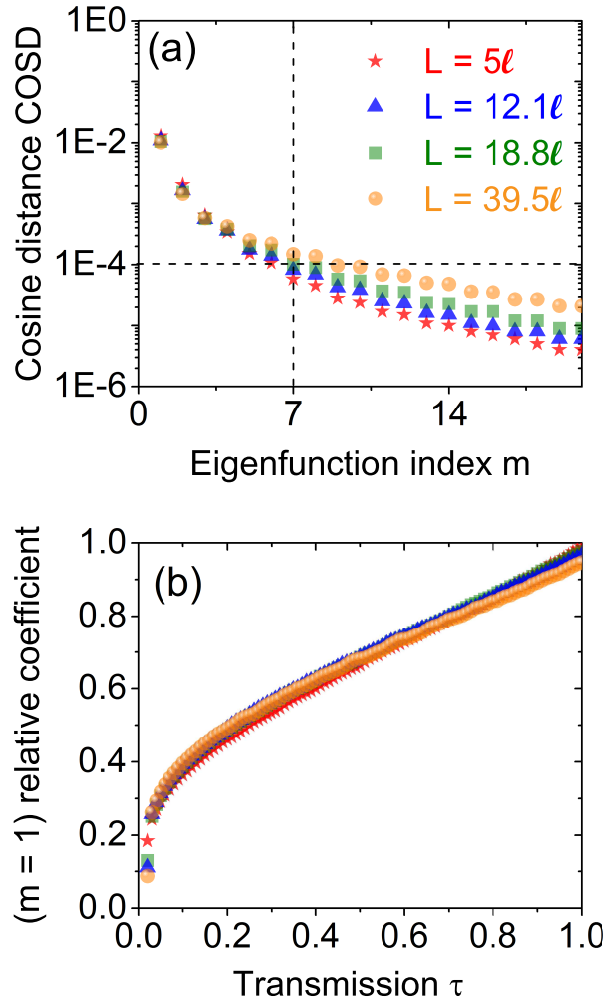 1E0
(a)
L = 5ℓ
L = 12.1ℓ
L = 18.8ℓ
L = 39.5ℓ
1E-2
1E-4
1E-6
Cosine distance COSD
0 7 14
Eigenfunction index m
1.0
(b)
0.8
0.6
0.4
0.2
0.0
(m = 1) relative coefficient
0.0 0.2 0.4 0.6 0.8 1.0
Transmission τ